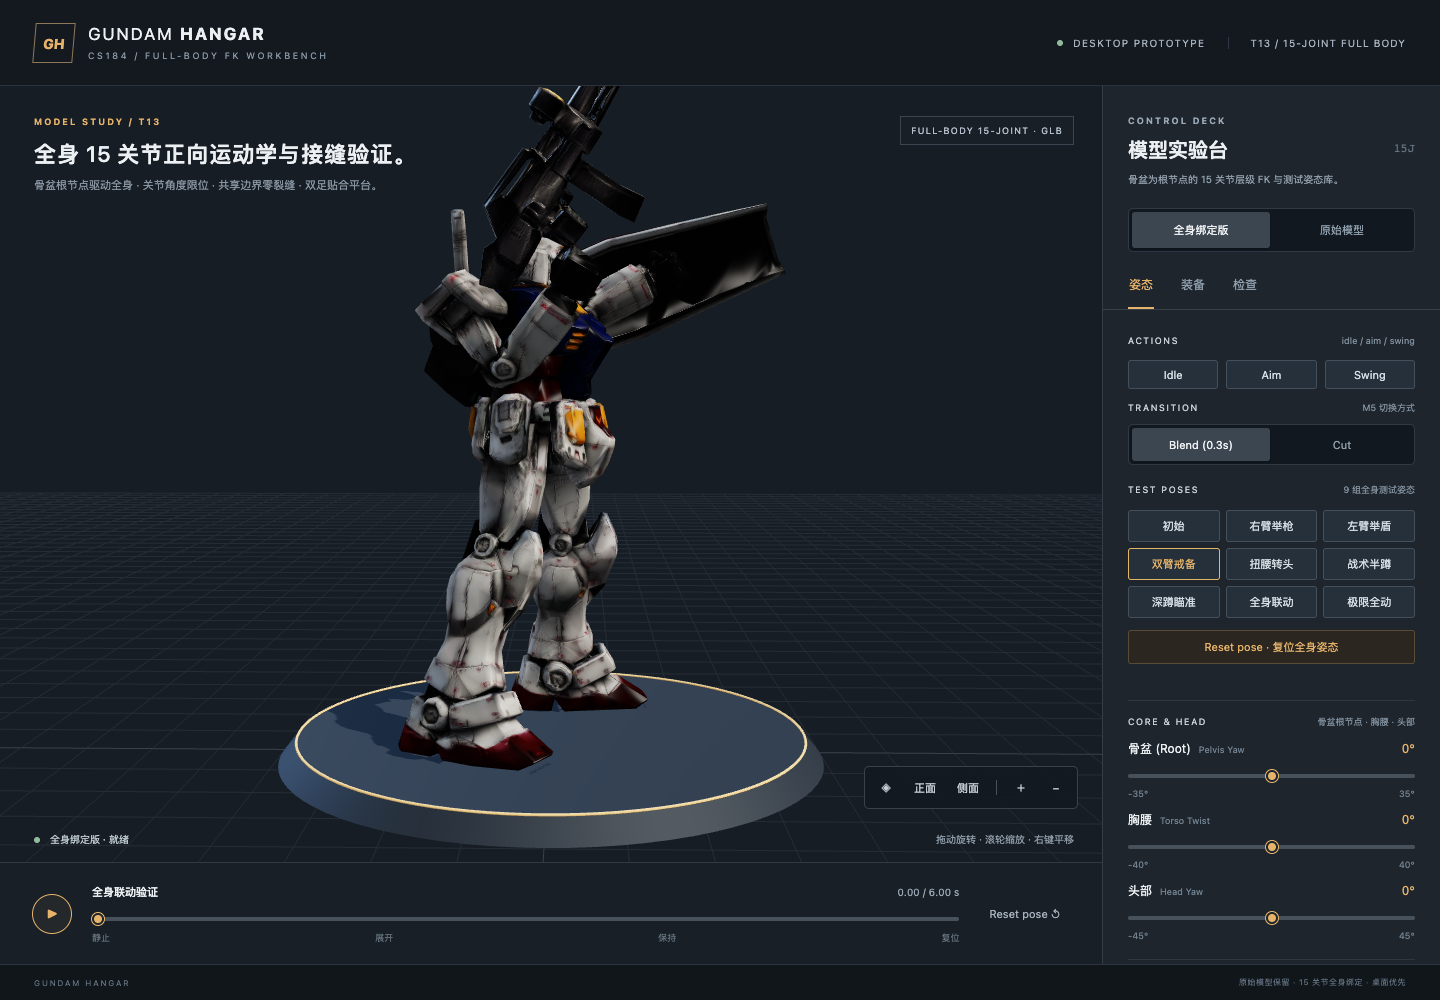 GH
GUNDAM HANGAR
CS184 / FULL-BODY FK WORKBENCH
DESKTOP PROTOTYPE
T13 / 15-JOINT FULL BODY
MODEL STUDY / T13
全身 15 关节正向运动学与接缝验证。
骨盆根节点驱动全身 · 关节角度限位 · 共享边界零裂缝 · 双足贴合平台。
FULL-BODY 15-JOINT · GLB
正面 侧面 + −
全身绑定版 · 就绪
拖动旋转 · 滚轮缩放 · 右键平移
全身联动验证
0.00 / 6.00 s
静止 展开 保持 复位
Reset pose
CONTROL DECK
模型实验台
15J
骨盆为根节点的 15 关节层级 FK 与测试姿态库。
全身绑定版 原始模型
姿态 装备 检查
ACTIONS idle / aim / swing
Idle Aim Swing
TRANSITION M5 切换方式
Blend (0.3s) Cut
TEST POSES 9 组全身测试姿态
初始 右臂举枪 左臂举盾
双臂戒备 扭腰转头 战术半蹲
深蹲瞄准 全身联动 极限全动
Reset pose · 复位全身姿态
CORE & HEAD 骨盆根节点 · 胸腰 · 头部
骨盆 (Root) Pelvis Yaw 0°
-35° 35°
胸腰 Torso Twist 0°
-40° 40°
头部 Head Yaw 0°
-45° 45°
GUNDAM HANGAR
原始模型保留 · 15 关节全身绑定 · 桌面优先